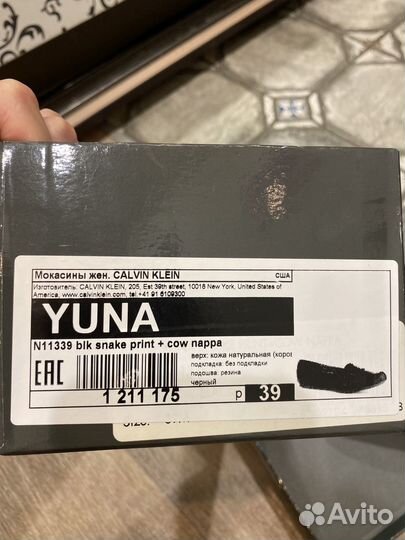 Мокасины жен. CALVIN KLEIN США
Изготовитель: CALVIN KLEIN, 205, Est 39th street, 10018 New York, United States of
America, www.calvinklein.com, tel.+41 91 6109300
YUNA
N11339 blk snake print + cow nappa
верх: кожа натуральная (коров
подкладка: без подкладки
подошва: резина
черный
EAC
1 211 175 р 39
Avito